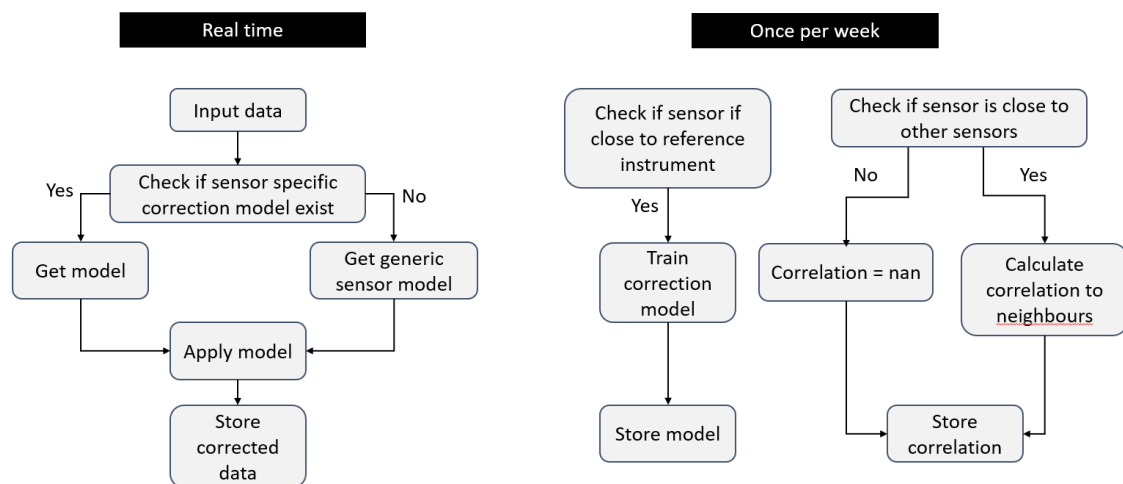 Real time
Input data
Check if sensor specific
correction model exist
Yes
No
Get model
Get generic
sensor model
Apply model
Store
corrected
data
Once per week
Check if sensor if
close to reference
instrument
Yes
Train
correction
model
Store model
Check if sensor is close to
other sensors
No
Yes
Correlation = nan
Calculate
correlation to
neighbours
Store
correlation